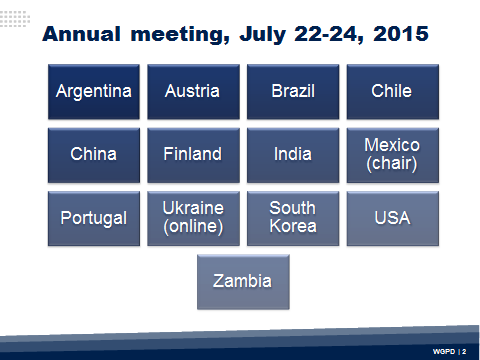 Annual meeting, July 22-24, 2015
Argentina
Austria
Brazil
Chile
China
Finland
India
Mexico
(chair)
Portugal
Ukraine
(online)
South
Korea
USA
Zambia
WGPD | 2